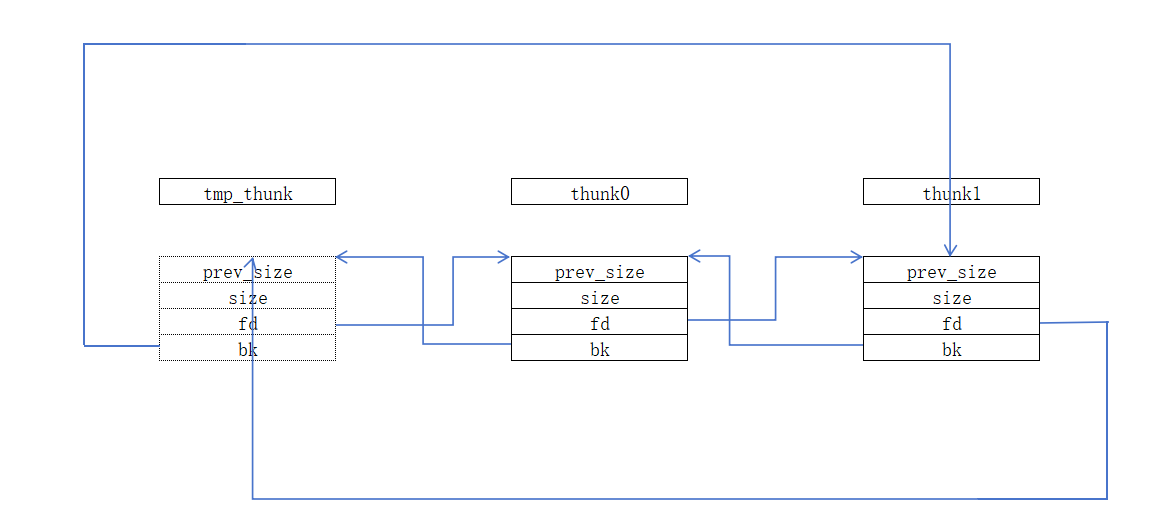 tmp_thunk thunk0 thunk1
prev_size prev_size prev_size
size size size
fd fd fd
bk bk bk